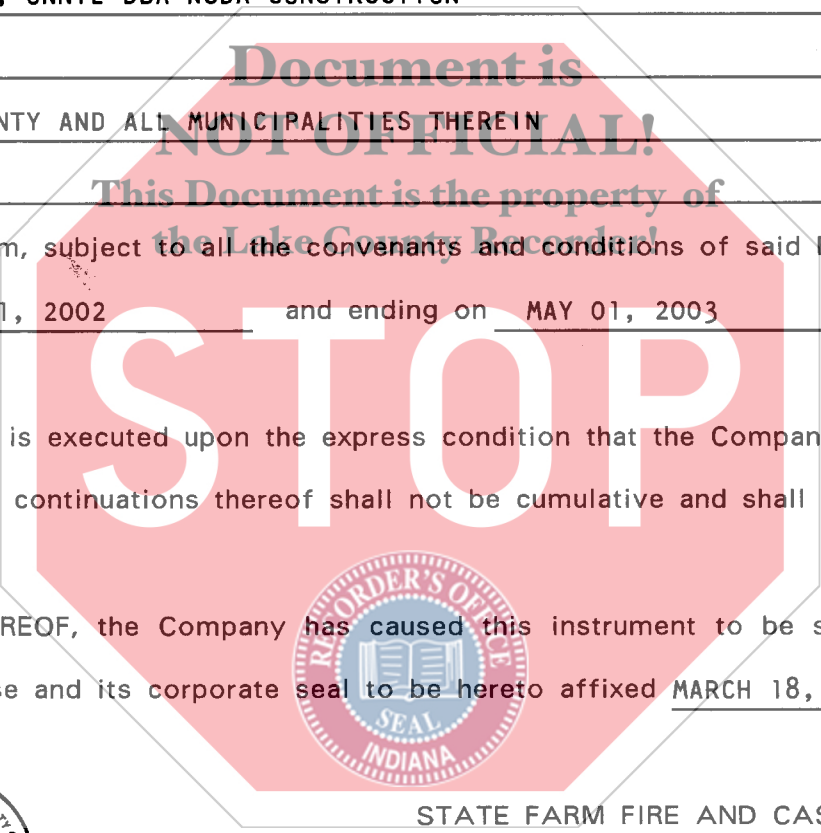 DBA NODA CONSTRUCTION
Document is
NTY AND ALL MUNICIPALITIES THEREIN
NOT OFFICIAL!
This Document is the property of
the Lake County Recorder!
m, subject to all the convenants and conditions of said
1, 2002 and ending on MAY 01, 2003
STOP
is executed upon the express condition that the Compan
continuations thereof shall not be cumulative and shall
RECORDER'S OFFICE
REOF, the Company has caused this instrument to be s
se and its corporate seal to be hereto affixed MARCH 18,
SEAL
INDIANA
STATE FARM FIRE AND CAS